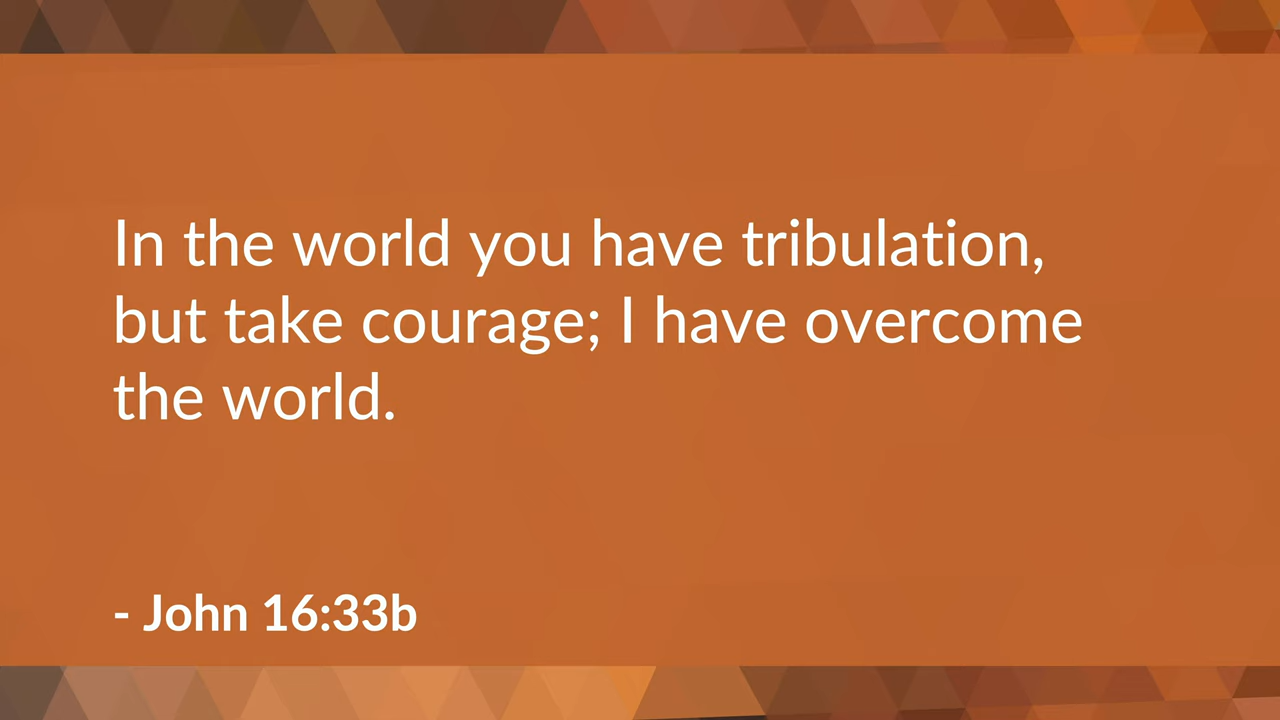 In the world you have tribulation,
but take courage; I have overcome
the world.
- John 16:33b